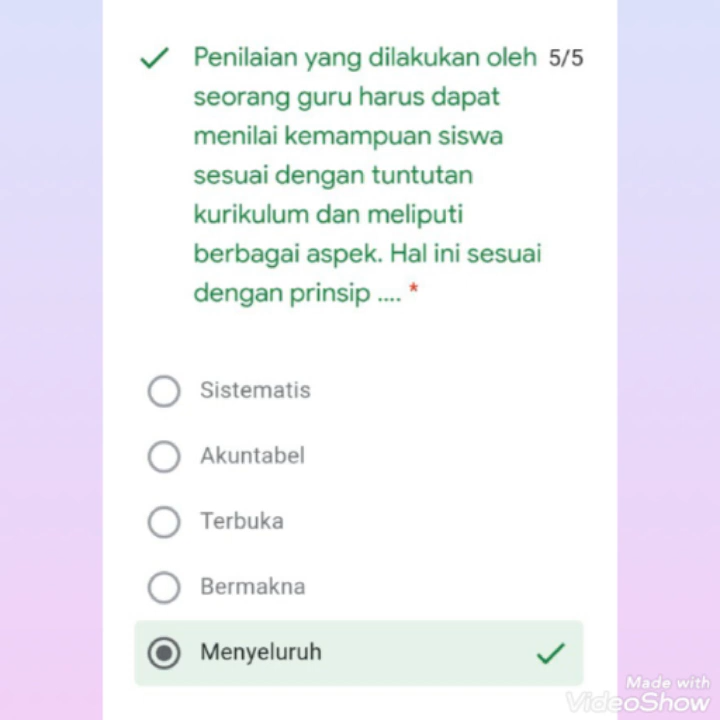 Penilaian yang dilakukan oleh 5/5
seorang guru harus dapat
menilai kemampuan siswa
sesuai dengan tuntutan
kurikulum dan meliputi
berbagai aspek. Hal ini sesuai
dengan prinsip .... *
Sistematis
Akuntabel
Terbuka
Bermakna
Menyeluruh
Made with
VideoShow